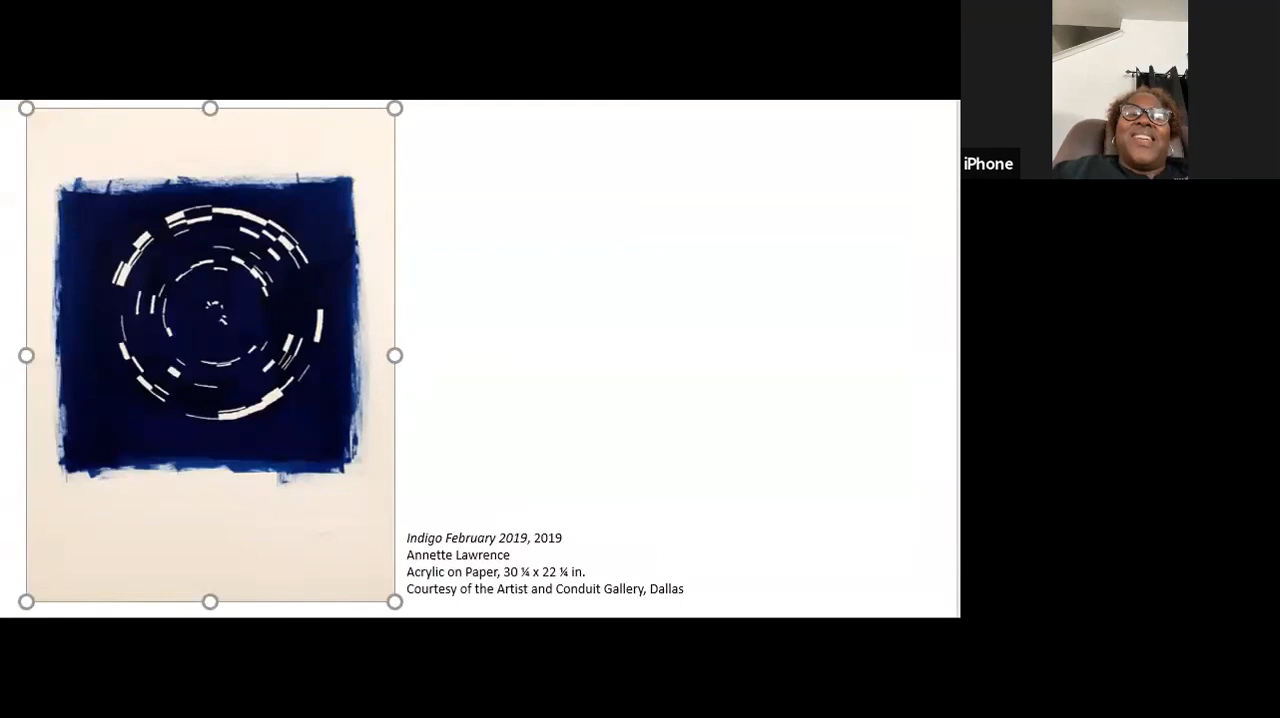 iPhone
Indigo February 2019, 2019
Annette Lawrence
Acrylic on Paper, 30 ¼ x 22 ¼ in.
Courtesy of the Artist and Conduit Gallery, Dallas